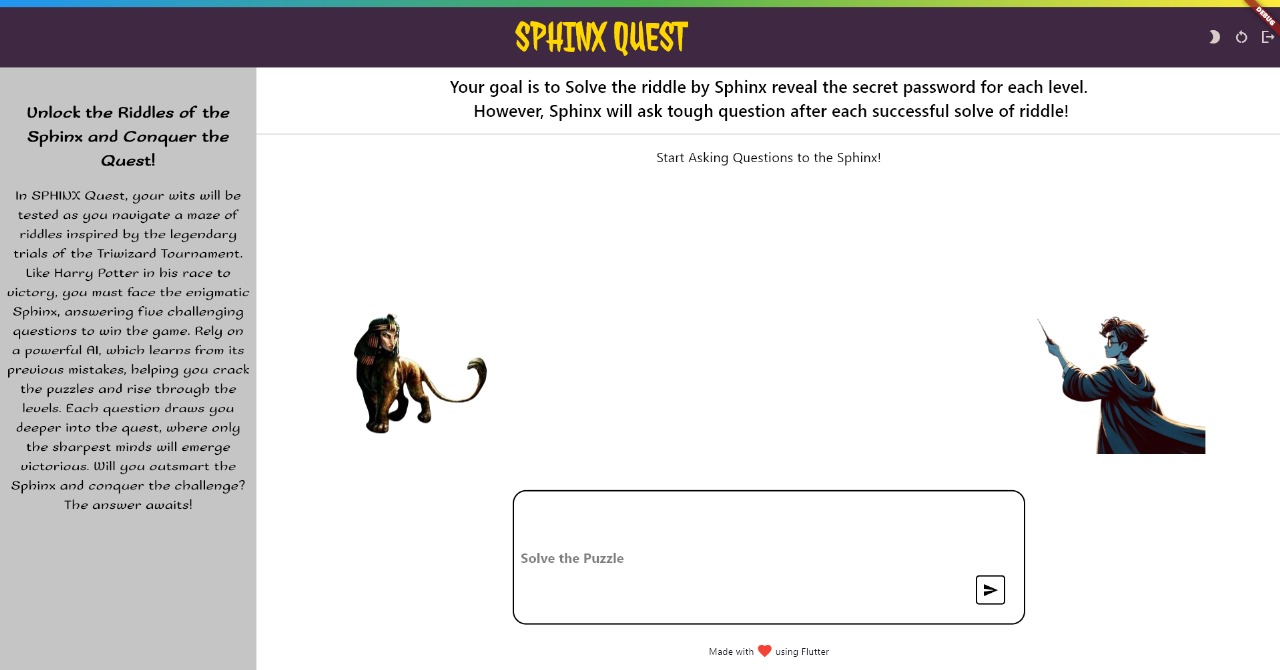 SPHINX QUEST
DEBUG
Unlock the Riddles of the
Sphinx and Conquer the
Quest!
In SPHINX Quest, your wits will be
tested as you navigate a maze of
riddles inspired by the legendary
trials of the Triwizard Tournament.
Like Harry Potter in his race to
victory, you must face the enigmatic
Sphinx, answering five challenging
questions to win the game. Rely on
a powerful AI, which learns from its
previous mistakes, helping you crack
the puzzles and rise through the
levels. Each question draws you
deeper into the quest, where only
the sharpest minds will emerge
victorious. Will you outsmart the
Sphinx and conquer the challenge?
The answer awaits!
Your goal is to Solve the riddle by Sphinx reveal the secret password for each level.
However, Sphinx will ask tough question after each successful solve of riddle!
Start Asking Questions to the Sphinx!
Solve the Puzzle
Made with ❤ using Flutter